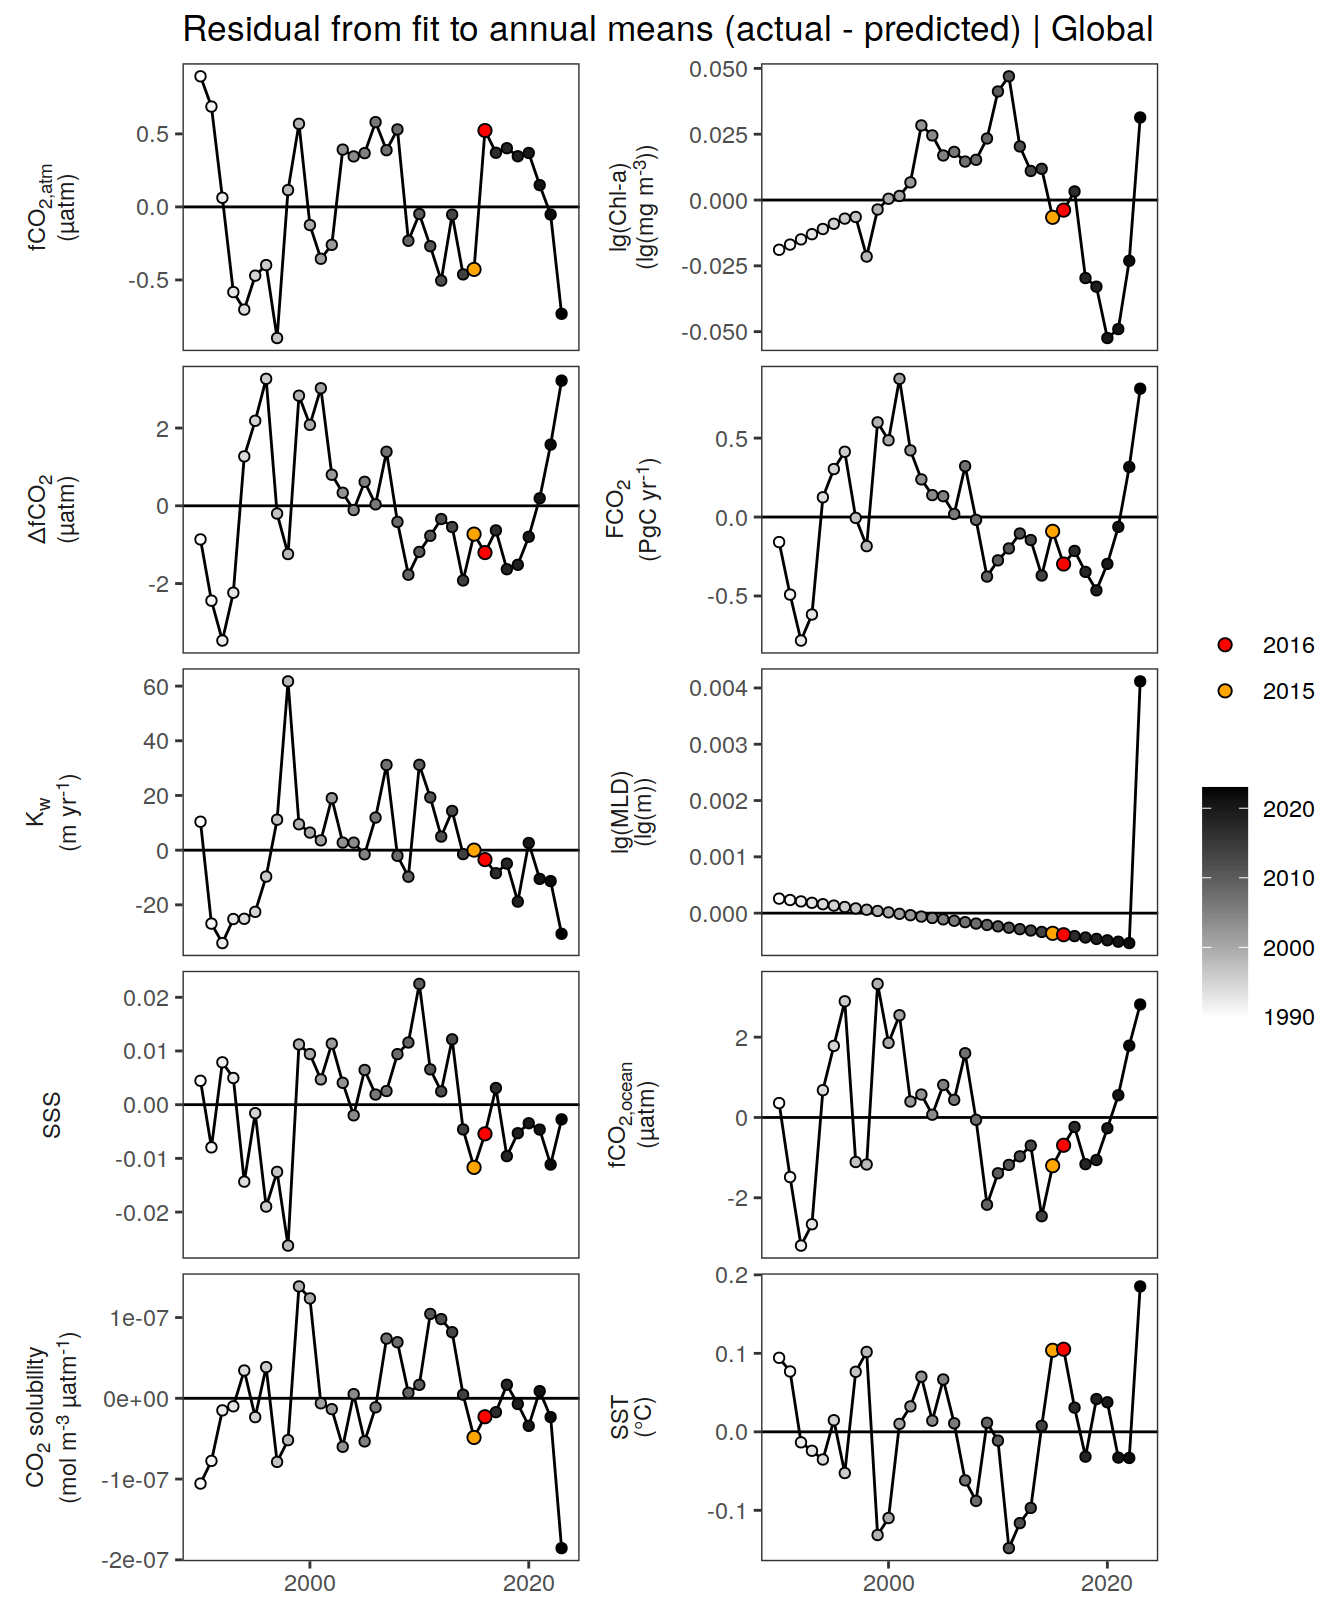 Residual from fit to annual means (actual - predicted) | Global
fCO2,atm
(µatm)
0.5
0.0
-0.5
lg(Chl-a)
(lg(mg m-3))
0.050
0.025
0.000
-0.025
-0.050
ΔfCO2
(µatm)
2
0
-2
FCO2
(PgC yr-1)
0.5
0.0
-0.5
Kw
(m yr-1)
60
40
20
0
-20
lg(MLD)
(lg(m))
0.004
0.003
0.002
0.001
0.000
SSS
0.02
0.01
0.00
-0.01
-0.02
fCO2,ocean
(µatm)
2
0
-2
CO2 solubility
(mol m-3 µatm-1)
1e-07
0e+00
-1e-07
-2e-07
2000
2020
SST
(°C)
0.2
0.1
0.0
-0.1
2000
2020
2016
2015
2020
2010
2000
1990